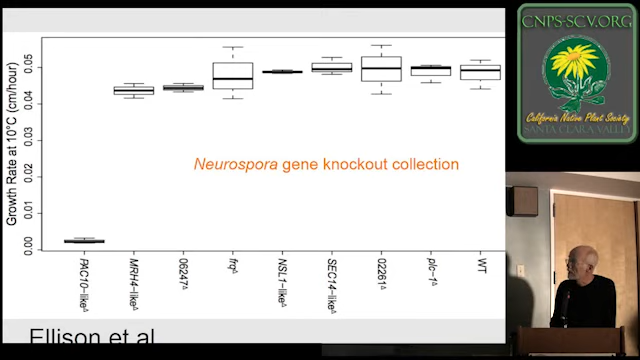 CNPS-SCV.ORG
California Native Plant Society
SANTA CLARA VALLEY
Growth Rate at 10°C (cm/hour)
0.05
0.04
0.03
0.02
0.01
0.00
Neurospora gene knockout collection
PAC10-like∆
MRH4-like∆
06247∆
frq∆
NSL1-like∆
SEC14-like∆
02261∆
plc-1∆
WT
Ellison et al